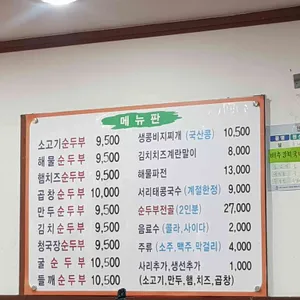 메뉴판
소고기순두부 9,500
해물순두부 9,500
햄치즈순두부 9,500
곱창순두부 10,000
만두순두부 9,500
김치순두부 9,500
청국장순두부 9,500
굴순두부 10,500
들깨순두부 10,500
생콩비지찌개 (국산콩) 10,500
김치치즈계란말이 8,000
해물파전 13,000
서리태콩국수 (계절한정) 9,000
순두부전골 (2인분) 27,000
음료수 (콜라, 사이다) 2,000
주류 (소주, 맥주, 막걸리) 4,000
사리추가, 생선추가 1,000
(소고기, 만두, 햄, 치즈, 곱창)